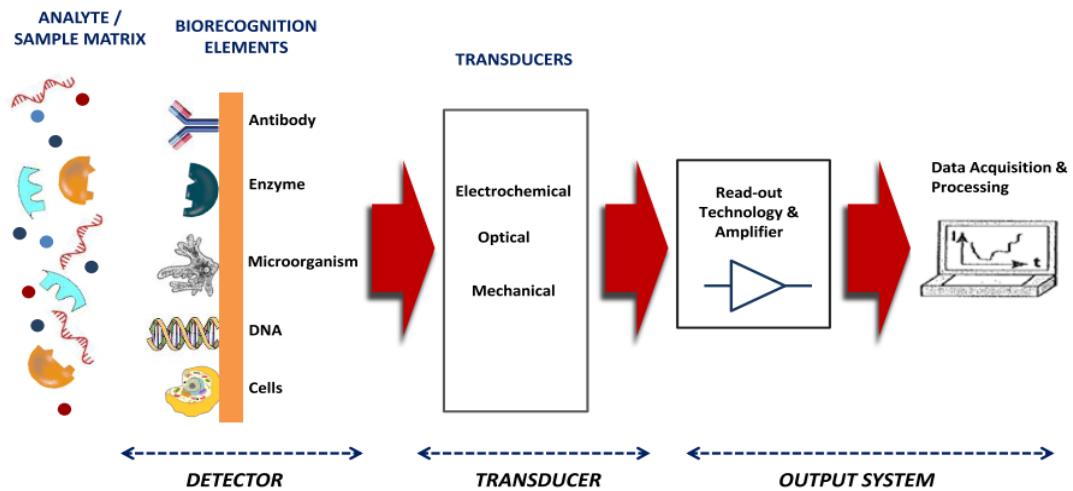 ANALYTE /
SAMPLE MATRIX
BIORECOGNITION
ELEMENTS
TRANSDUCERS
Antibody
Enzyme
Microorganism
DNA
Cells
Electrochemical
Optical
Mechanical
Read-out
Technology &
Amplifier
Data Acquisition &
Processing
I
t
DETECTOR
TRANSDUCER
OUTPUT SYSTEM